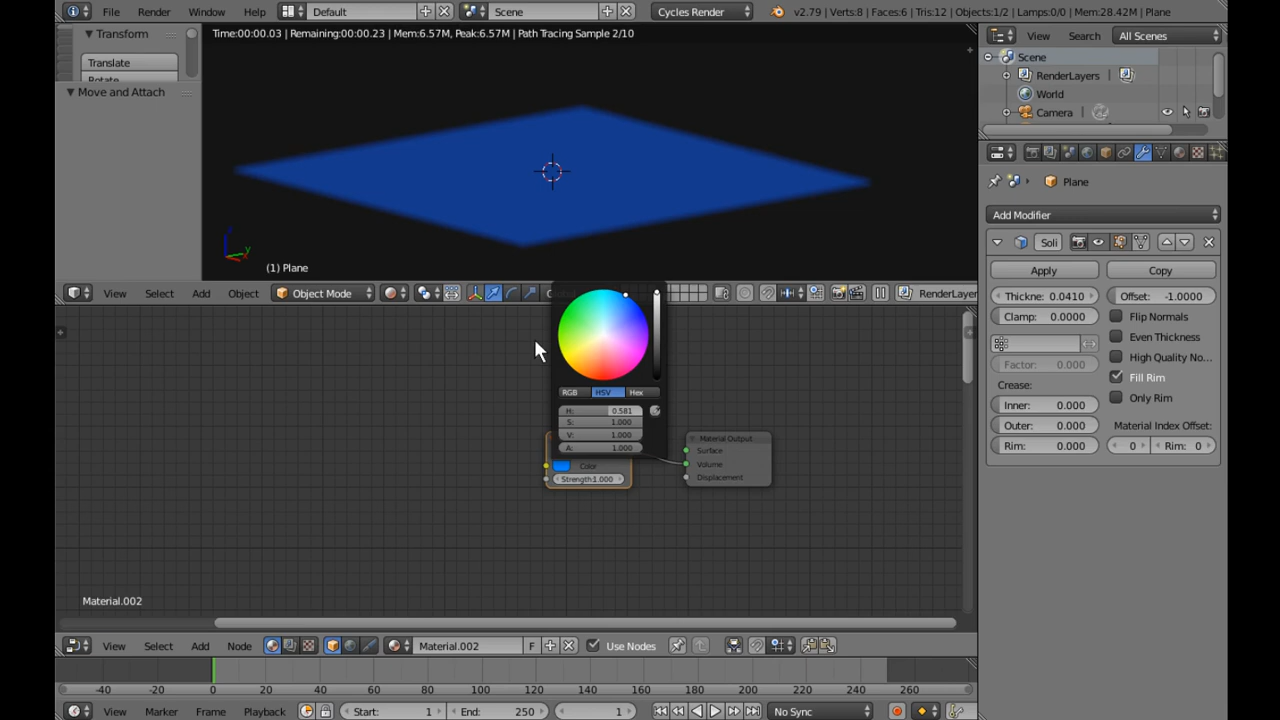 File Render Window Help Default Scene Cycles Render v2.79 | Verts:8 | Faces:6 | Tris:12 | Objects:1/2 | Lamps:0/0 | Mem:28.42M | Plane
Transform
Translate
Rotate
Move and Attach
Time:00:00.03 | Remaining:00:00.23 | Mem:6.57M, Peak:6.57M | Path Tracing Sample 2/10
(1) Plane
View Search All Scenes
Scene
RenderLayers
World
Camera
Plane
Add Modifier
Soli
Apply Copy
Thickne: 0.0410 Offset: -1.0000
Clamp: 0.0000 Flip Normals
Even Thickness
Factor: 0.000 High Quality No...
Crease: Fill Rim
Inner: 0.000 Only Rim
Outer: 0.000 Material Index Offset:
Rim: 0.000 0 Rim: 0
View Select Add Object Object Mode RenderLayer
RGB HSV Hex
H: 0.581
S: 1.000
V: 1.000
A: 1.000
Color
Strength:1.000
Material Output
Surface
Volume
Displacement
Material.002
View Select Add Node Material.002 F Use Nodes
-40 -20 0 20 40 60 80 100 120 140 160 180 200 220 240 260
View Marker Frame Playback Start: 1 End: 250 1 No Sync